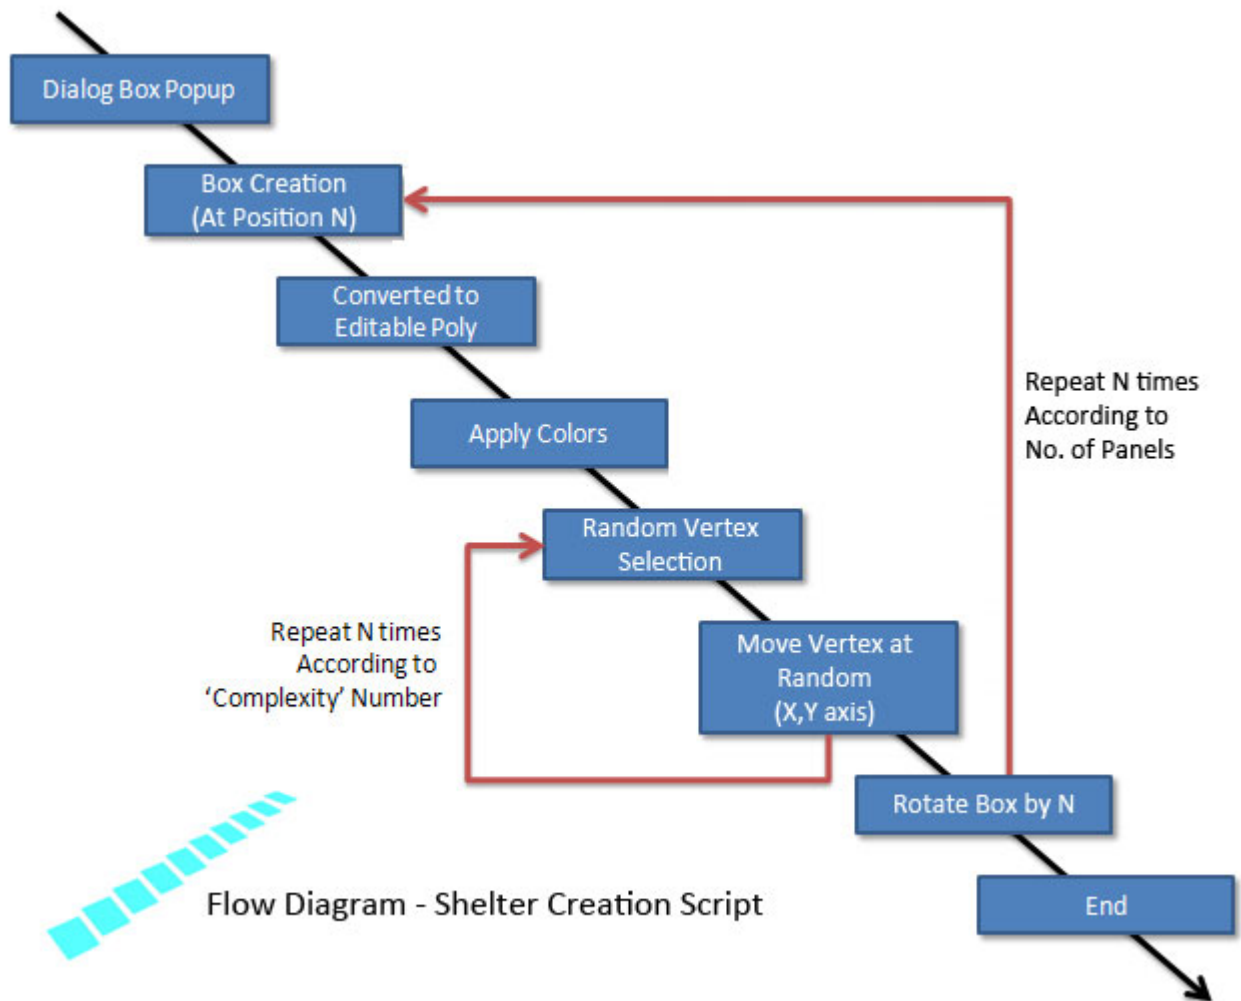 Dialog Box Popup
Box Creation
(At Position N)
Converted to
Editable Poly
Repeat N times
According to
No. of Panels
Apply Colors
Random Vertex
Selection
Repeat N times
According to
‘Complexity’ Number
Move Vertex at
Random
(X,Y axis)
Rotate Box by N
Flow Diagram - Shelter Creation Script
End